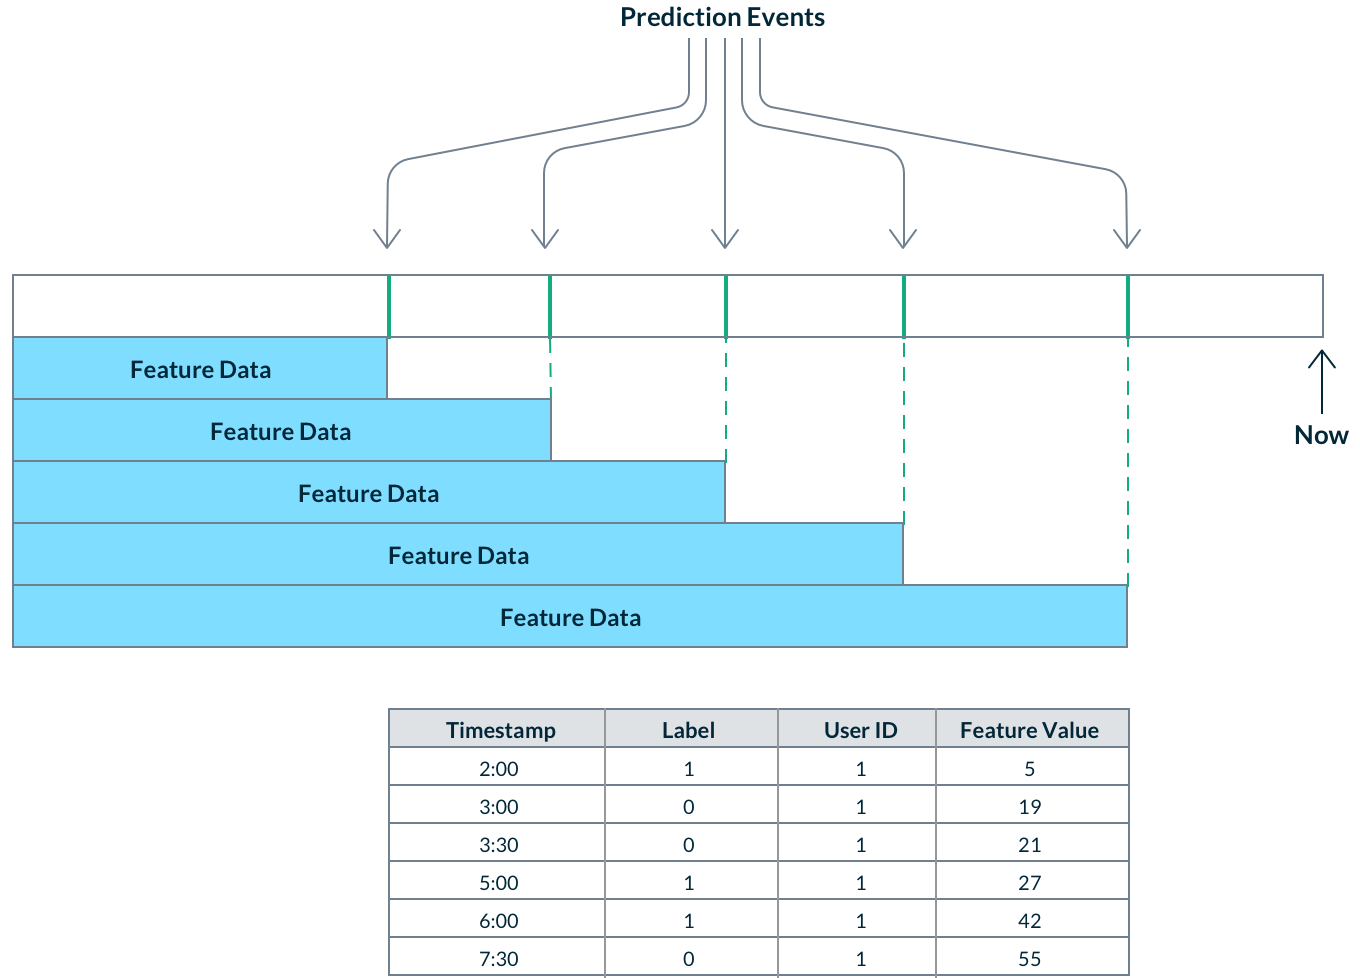 Prediction Events
Feature Data
Feature Data
Now
Feature Data
Feature Data
Feature Data
Timestamp Label User ID Feature Value
2:00 1 1 5
3:00 0 1 19
3:30 0 1 21
5:00 1 1 27
6:00 1 1 42
7:30 0 1 55